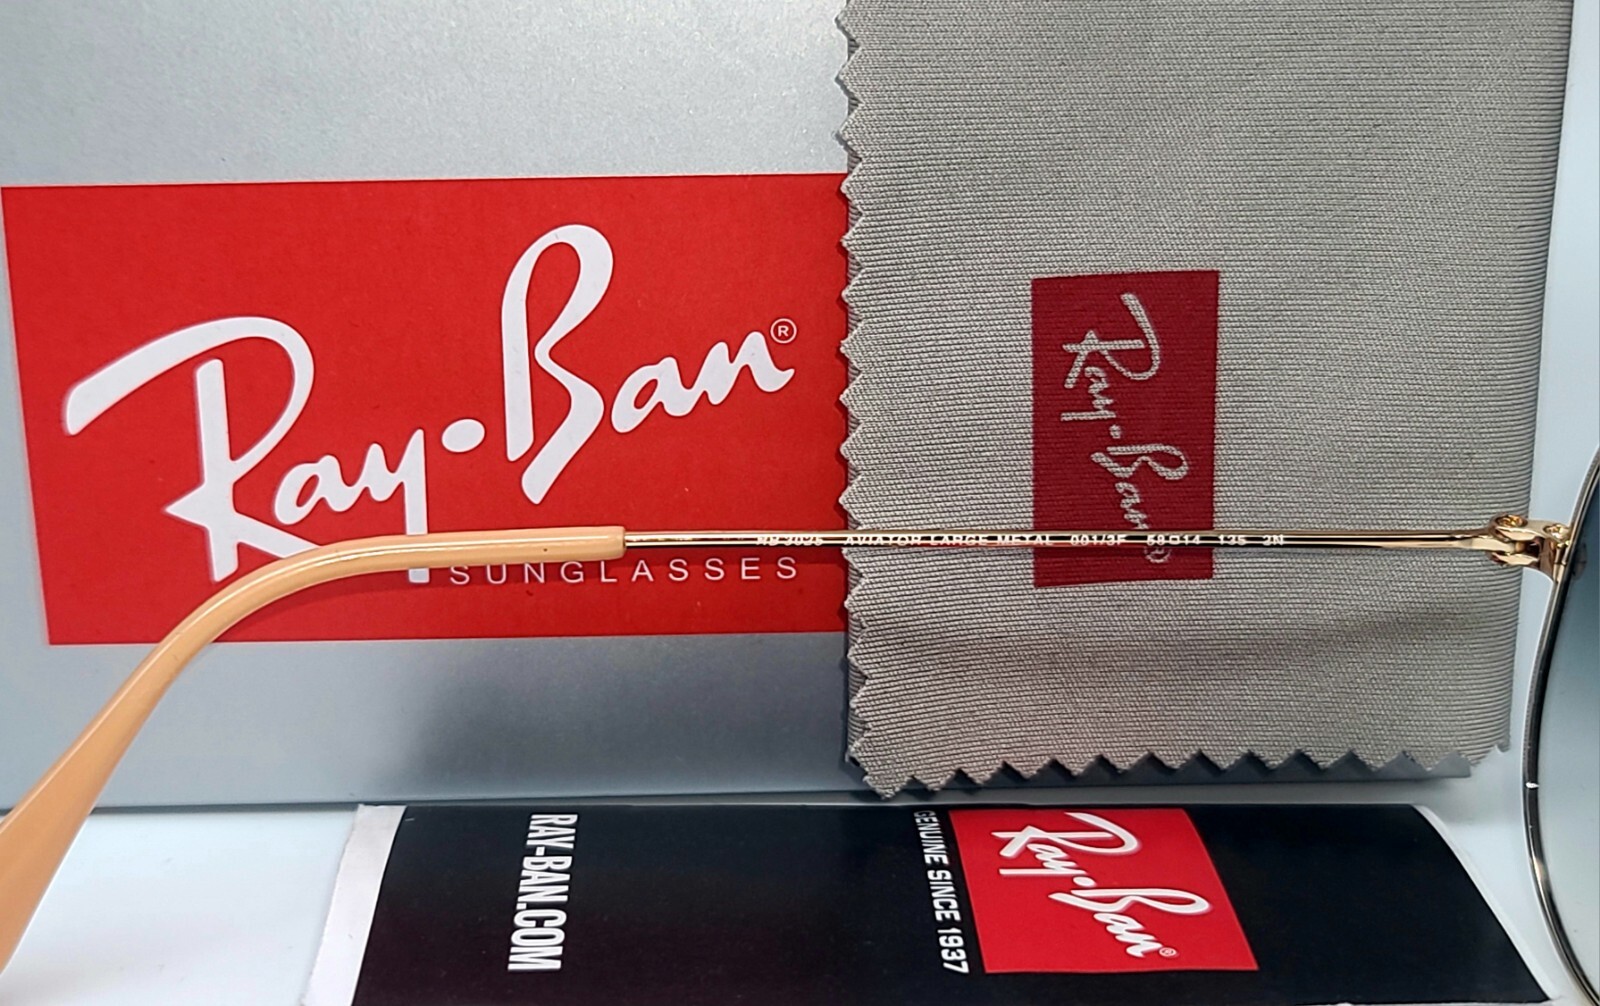 Ray·Ban®
SUNGLASSES
Ray·Ban®
RB 3025 AVIATOR LARGE METAL 001/3F 58□14 135 2N
RAY-BAN.COM
GENUINE SINCE 1937
Ray·Ban®